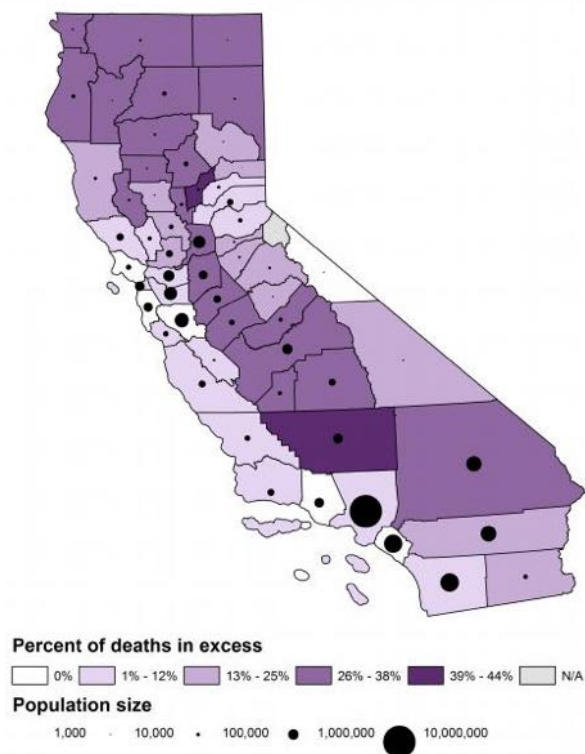 Percent of deaths in excess
0% 1% - 12% 13% - 25% 26% - 38% 39% - 44% N/A
Population size
1,000 10,000 100,000 1,000,000 10,000,000